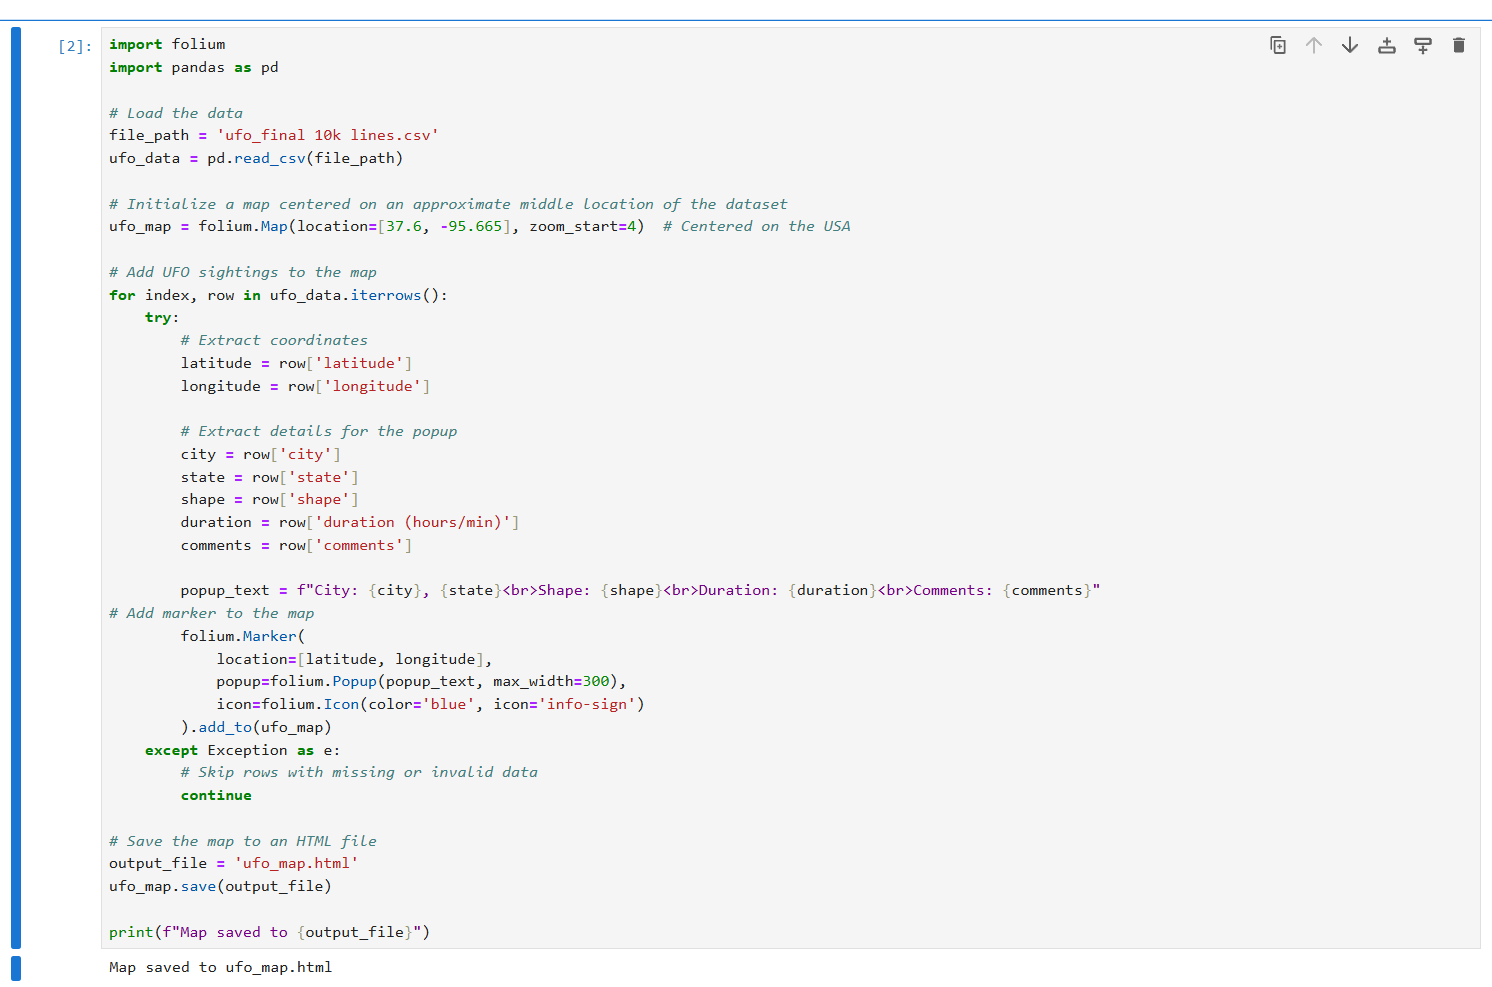 [2]:
import folium
import pandas as pd
# Load the data
file_path = 'ufo_final 10k lines.csv'
ufo_data = pd.read_csv(file_path)
# Initialize a map centered on an approximate middle location of the dataset
ufo_map = folium.Map(location=[37.6, -95.665], zoom_start=4)  # Centered on the USA
# Add UFO sightings to the map
for index, row in ufo_data.iterrows():
    try:
        # Extract coordinates
        latitude = row['latitude']
        longitude = row['longitude']
        # Extract details for the popup
        city = row['city']
        state = row['state']
        shape = row['shape']
        duration = row['duration (hours/min)']
        comments = row['comments']
        popup_text = f"City: {city}, {state}<br>Shape: {shape}<br>Duration: {duration}<br>Comments: {comments}"
# Add marker to the map
        folium.Marker(
            location=[latitude, longitude],
            popup=folium.Popup(popup_text, max_width=300),
            icon=folium.Icon(color='blue', icon='info-sign')
        ).add_to(ufo_map)
    except Exception as e:
        # Skip rows with missing or invalid data
        continue
# Save the map to an HTML file
output_file = 'ufo_map.html'
ufo_map.save(output_file)
print(f"Map saved to {output_file}")
Map saved to ufo_map.html